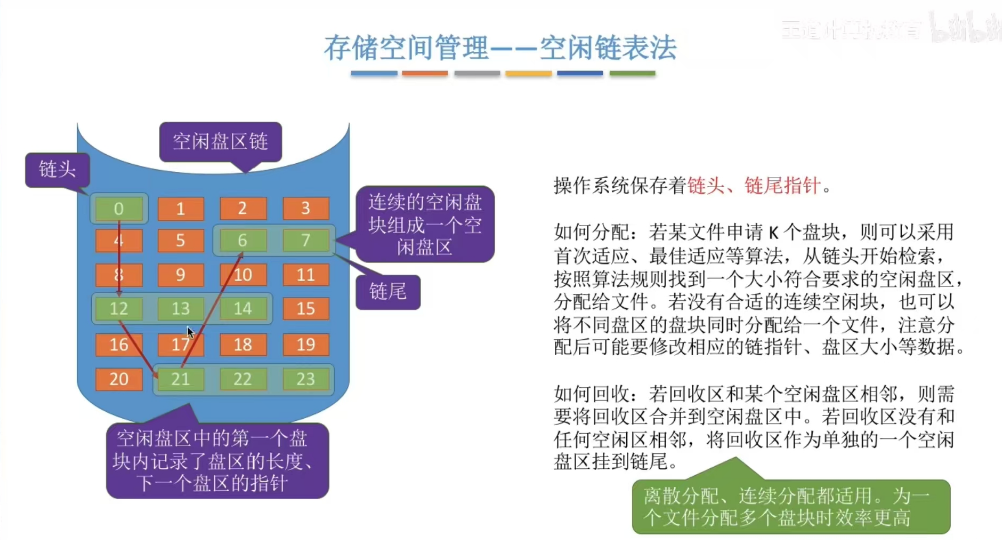 存储空间管理——空闲链表法
空闲盘区链
链头
0 1 2 3
4 5 6 7
8 9 10 11
12 13 14 15
16 17 18 19
20 21 22 23
连续的空闲盘
块组成一个空
闲盘区
链尾
空闲盘区中的第一个盘
块内记录了盘区的长度、
下一个盘区的指针
操作系统保存着链头、链尾指针。
如何分配：若某文件申请 K 个盘块，则可以采用
首次适应、最佳适应等算法，从链头开始检索，
按照算法规则找到一个大小符合要求的空闲盘区，
分配给文件。若没有合适的连续空闲块，也可以
将不同盘区的盘块同时分配给一个文件，注意分
配后可能要修改相应的链指针、盘区大小等数据。
如何回收：若回收区和某个空闲盘区相邻，则需
要将回收区合并到空闲盘区中。若回收区没有和
任何空闲区相邻，将回收区作为单独的一个空闲
盘区挂到链尾。
离散分配、连续分配都适用。为一
个文件分配多个盘块时效率更高